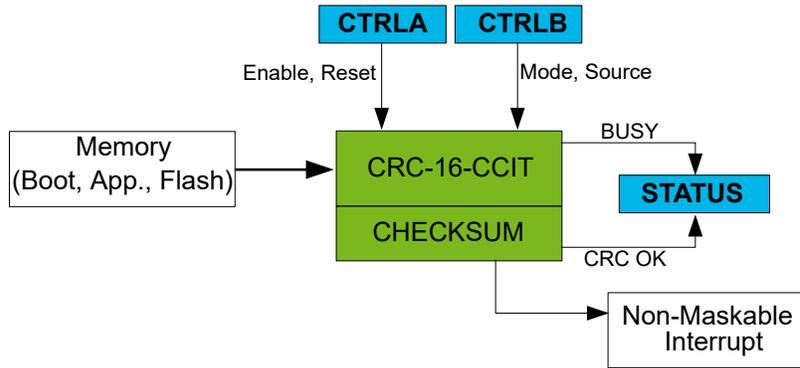 CTRLA
CTRLB
Enable, Reset
Mode, Source
Memory
(Boot, App., Flash)
CRC-16-CCIT
BUSY
STATUS
CHECKSUM
CRC OK
Non-Maskable
Interrupt